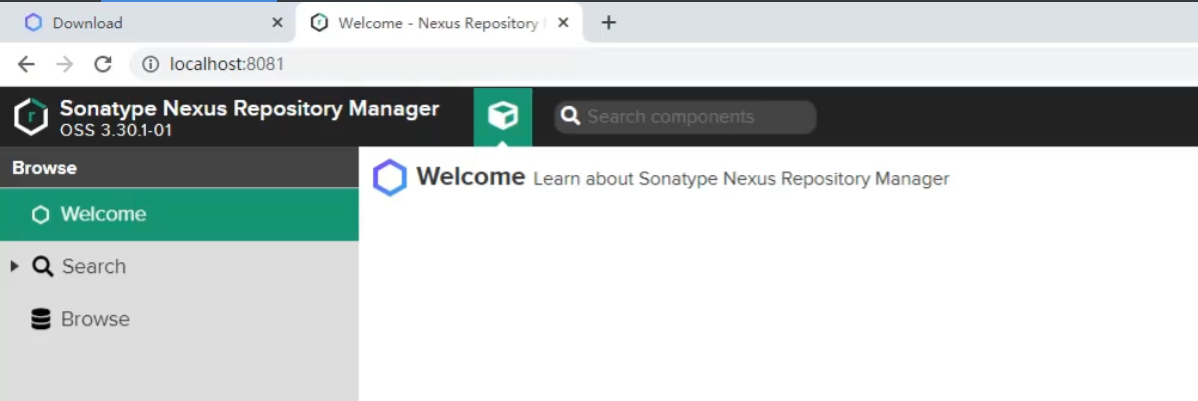 Download
Welcome - Nexus Repository
localhost:8081
Sonatype Nexus Repository Manager
OSS 3.30.1-01
Search components
Browse
Welcome Learn about Sonatype Nexus Repository Manager
Welcome
Search
Browse